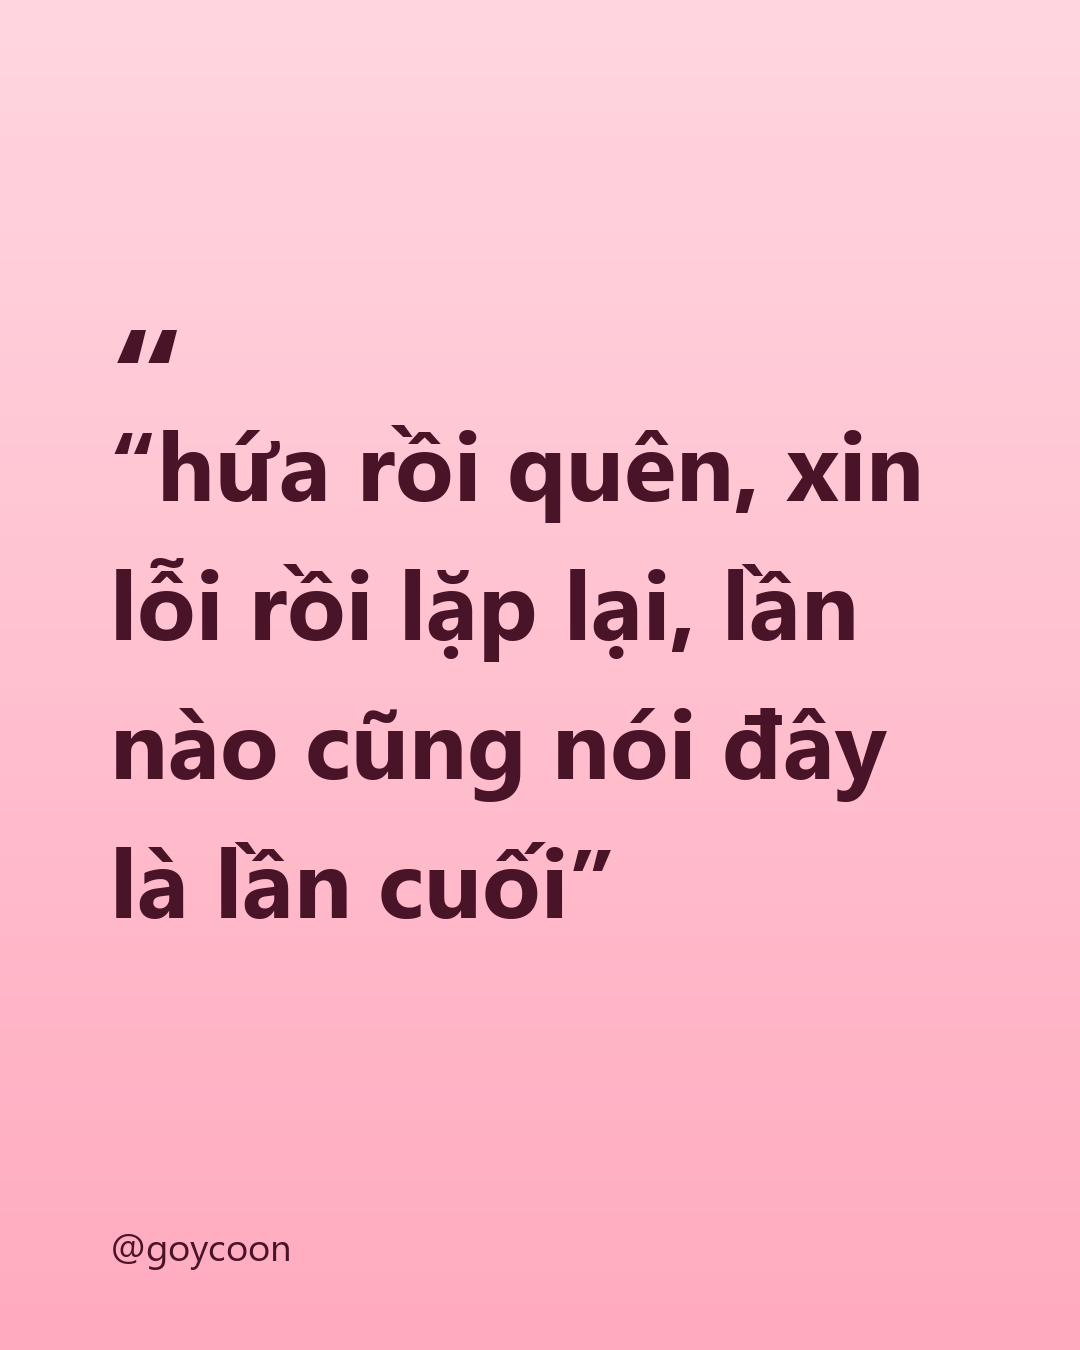 “
“hứa rồi quên, xin
lỗi rồi lặp lại, lần
nào cũng nói đây
là lần cuối”
@goycoon